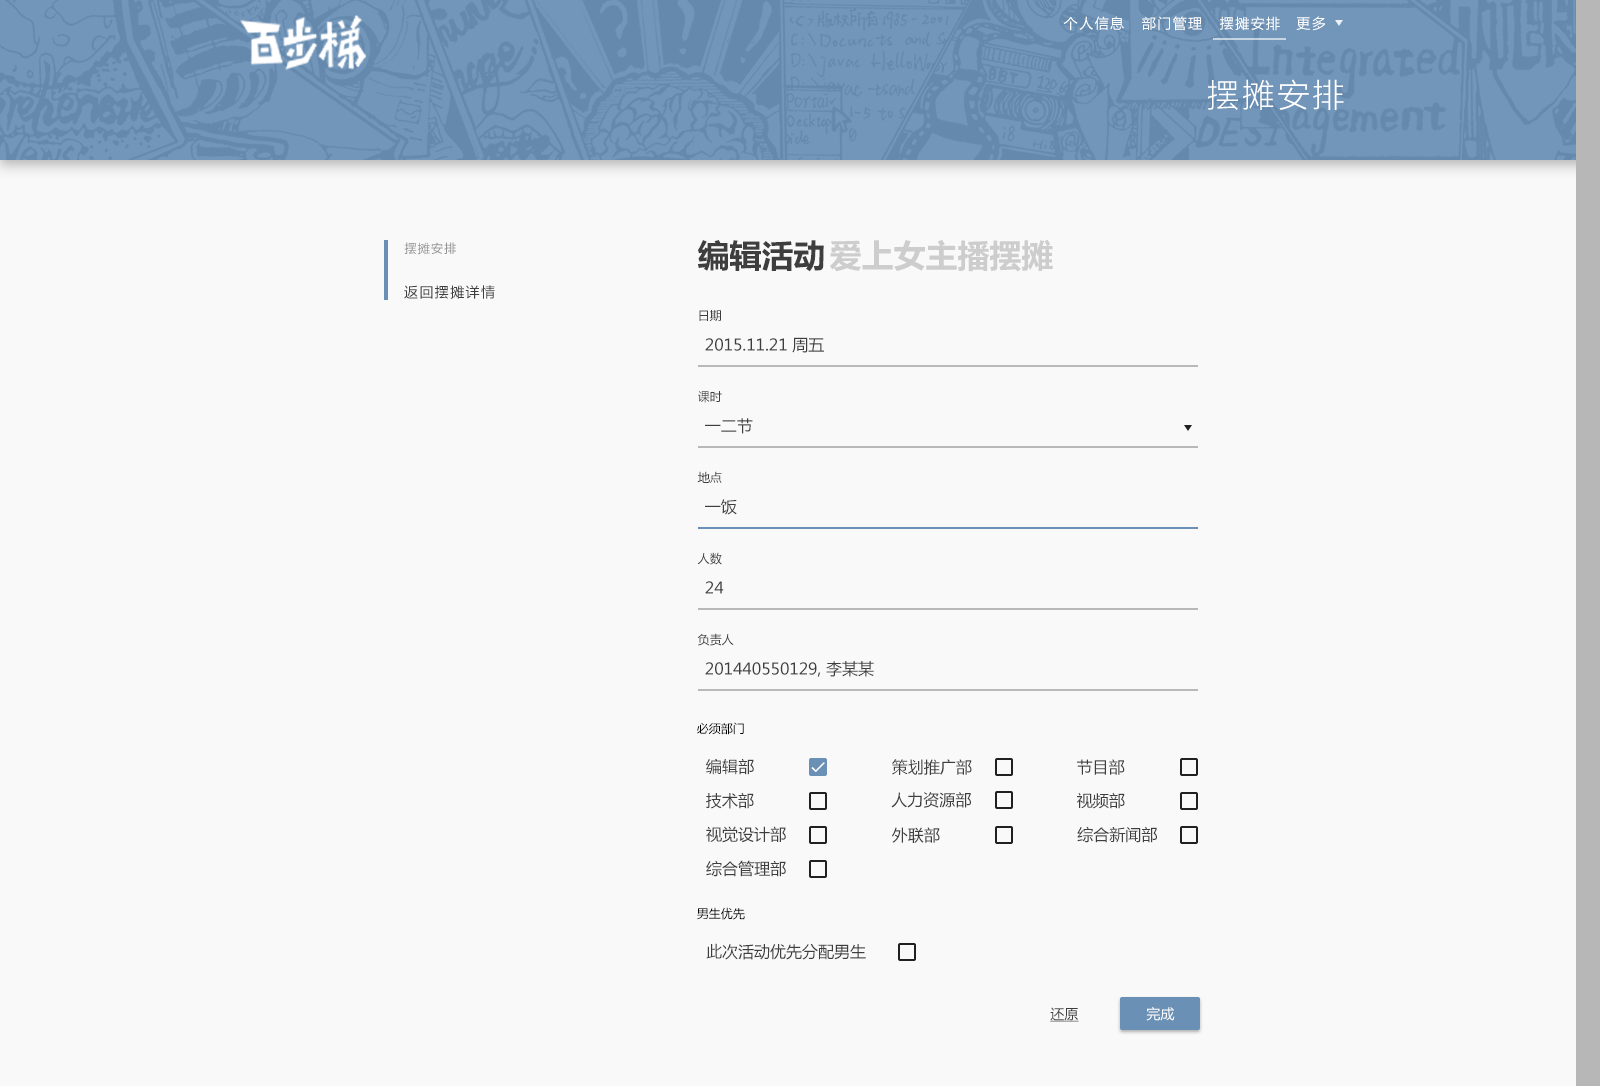 百步梯
个人信息 部门管理 摆摊安排 更多
摆摊安排
摆摊安排
返回摆摊详情
编辑活动 爱上女主播摆摊
日期
2015.11.21 周五
课时
一二节
地点
一饭
人数
24
负责人
201440550129, 李某某
必须部门
编辑部 策划推广部 节目部
技术部 人力资源部 视频部
视觉设计部 外联部 综合新闻部
综合管理部
男生优先
此次活动优先分配男生
还原 完成